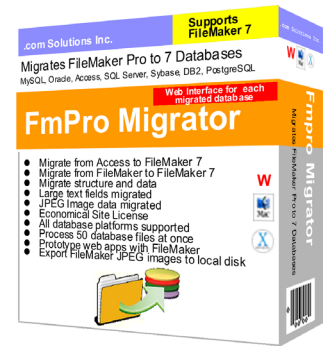 .com Solutions Inc.
Supports
FileMaker 7
Migrates FileMaker Pro to 7 Databases
MySQL, Oracle, Access, SQL Server, Sybase, DB2, PostgreSQL
Web Interface for each
migrated database
FmPro Migrator
Migrate from Access to FileMaker 7
Migrate from FileMaker to FileMaker 7
Migrate structure and data
Large text fields migrated
JPEG Image data migrated
Economical Site License
All database platforms supported
Process 50 database files at once
Prototype web apps with FileMaker
Export FileMaker JPEG images to local disk
W
Mac
X
W
Mac
X
Fmpro Migrator
Migrates FileMaker Pro to 7 Databases